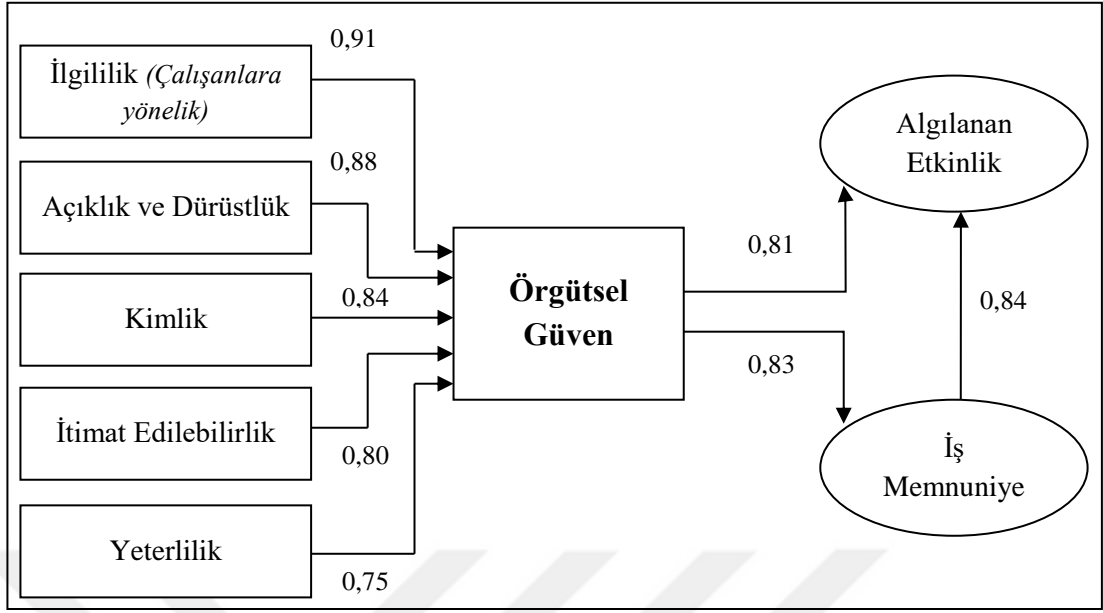 0,91
İlgililik (Çalışanlara
yönelik)
0,88
Açıklık ve Dürüstlük
0,84
Kimlik
İtimat Edilebilirlik
0,80
Yeterlilik
0,75
Örgütsel
Güven
0,81
0,83
Algılanan
Etkinlik
0,84
İş
Memnuniye